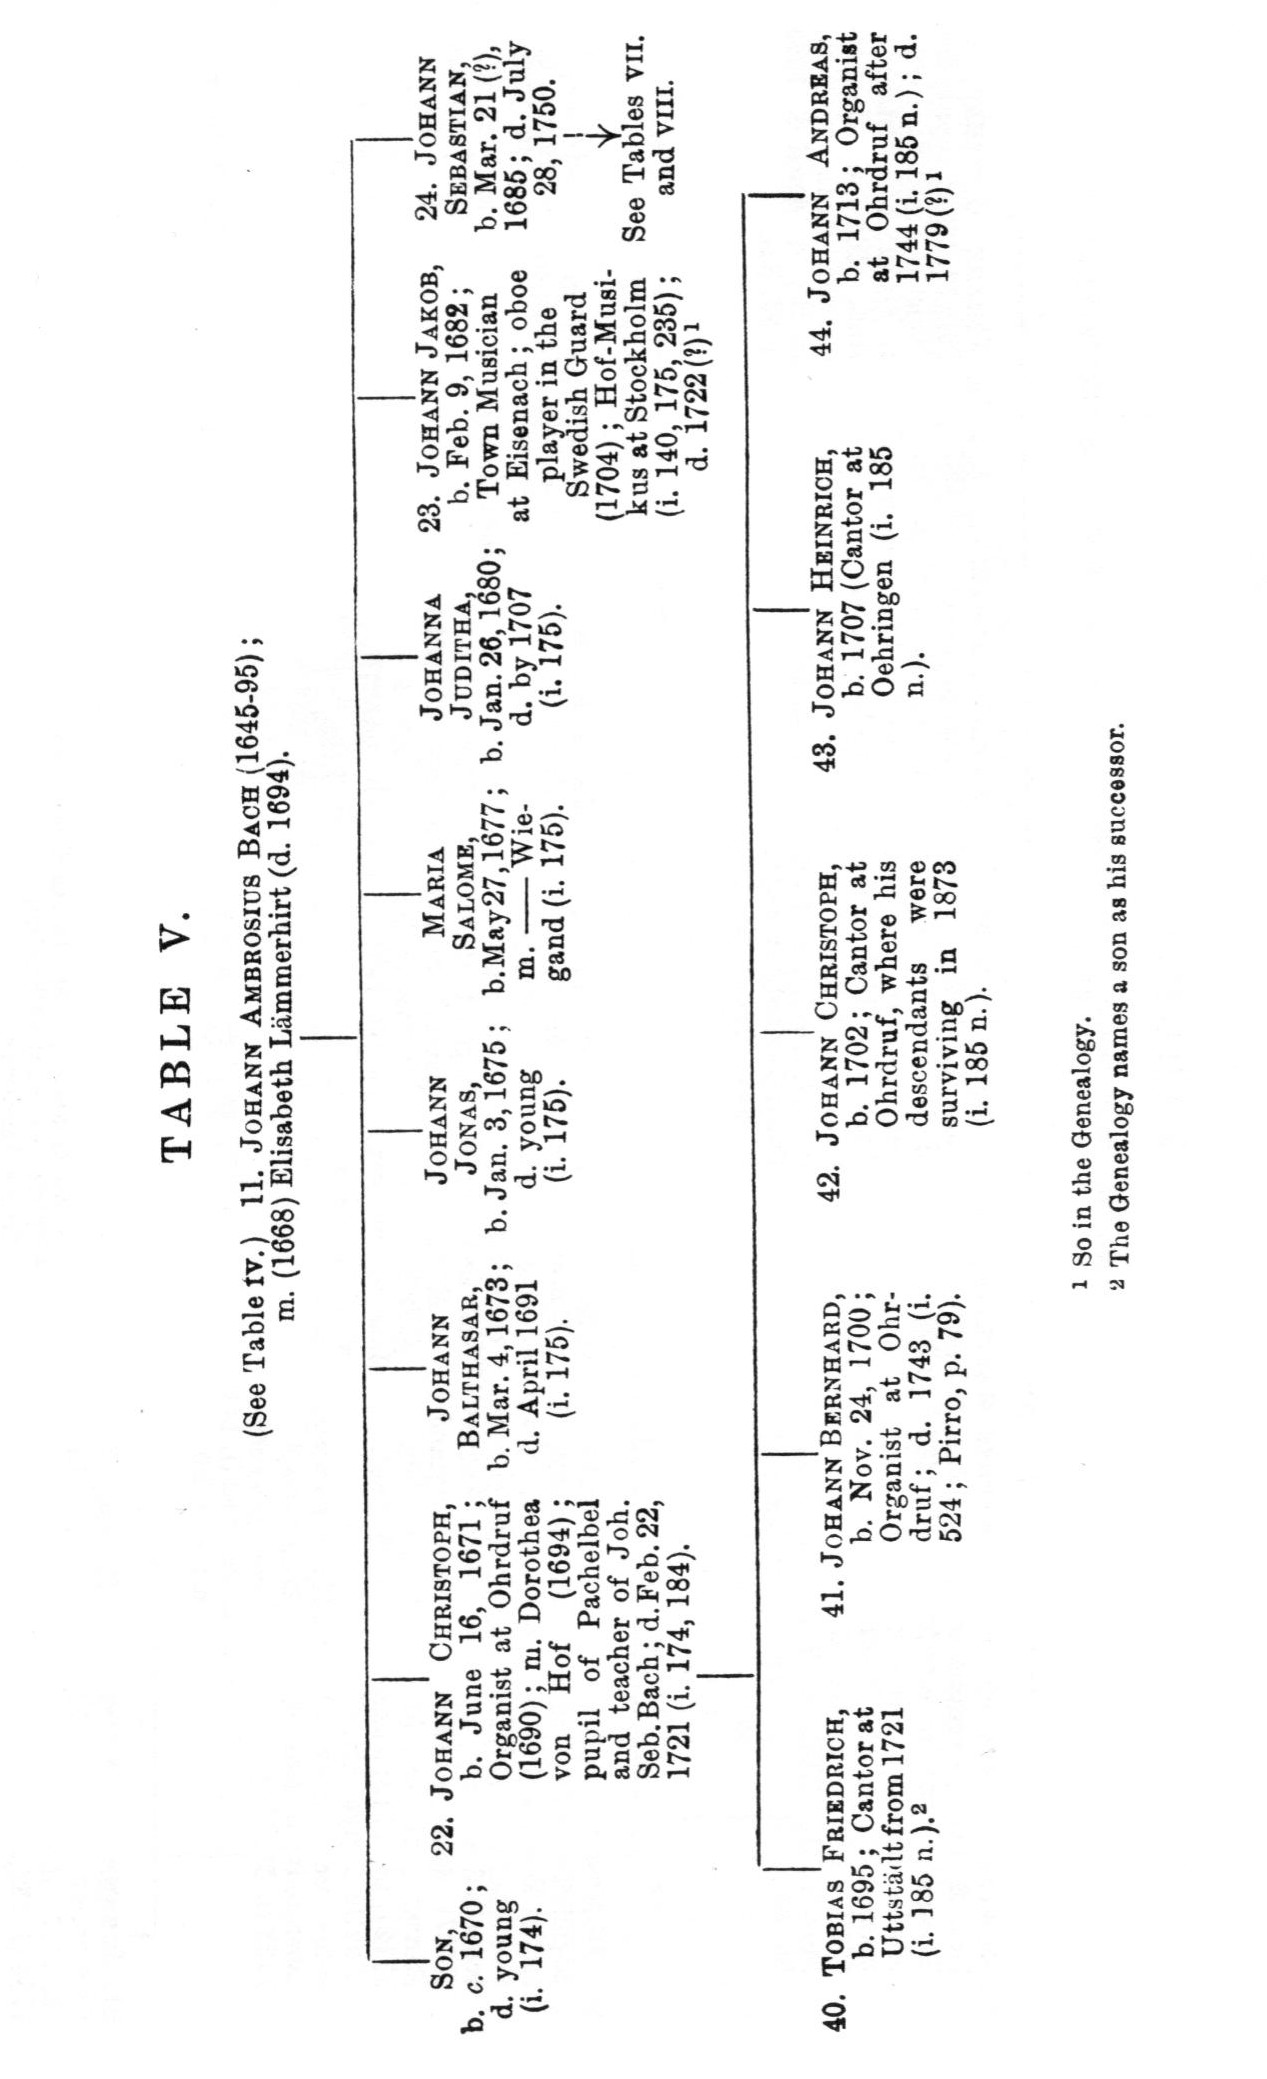 TABLE V.
(See Table iv.) 11. JOHANN AMBROSIUS BACH (1645-95);
m. (1668) Elisabeth Lämmerhirt (d. 1694).
SON,
b. c. 1670;
d. young
(i. 174).
22. JOHANN CHRISTOPH,
b. June 16, 1671;
Organist at Ohrdruf
(1690); m. Dorothea
von Hof (1694);
pupil of Pachelbel
and teacher of Joh.
Seb. Bach; d. Feb. 22,
1721 (i. 174, 184).
JOHANN
BALTHASAR,
b. Mar. 4, 1673;
d. April 1691
(i. 175).
JOHANN
JONAS,
b. Jan. 3, 1675;
d. young
(i. 175).
MARIA
SALOME,
b. May 27, 1677;
m. —— Wie-
gand (i. 175).
JOHANNA
JUDITHA,
b. Jan. 26, 1680;
d. by 1707
(i. 175).
23. JOHANN JAKOB,
b. Feb. 9, 1682;
Town Musician
at Eisenach; oboe
player in the
Swedish Guard
(1704); Hof-Musi-
kus at Stockholm
(i. 140, 175, 235);
d. 1722 (?) 1
24. JOHANN
SEBASTIAN,
b. Mar. 21 (?),
1685; d. July
28, 1750.
See Tables VII.
and VIII.
40. TOBIAS FRIEDRICH,
b. 1695; Cantor at
Uttstädt from 1721
(i. 185 n.).2
41. JOHANN BERNHARD,
b. Nov. 24, 1700;
Organist at Ohr-
druf; d. 1743 (i.
524; Pirro, p. 79).
42. JOHANN CHRISTOPH,
b. 1702; Cantor at
Ohrdruf, where his
descendants were
surviving in 1873
(i. 185 n.).
43. JOHANN HEINRICH,
b. 1707 (Cantor at
Oehringen (i. 185
n.).
44. JOHANN ANDREAS,
b. 1713; Organist
at Ohrdruf after
1744 (i. 185 n.); d.
1779 (?) 1
1 So in the Genealogy.
2 The Genealogy names a son as his successor.